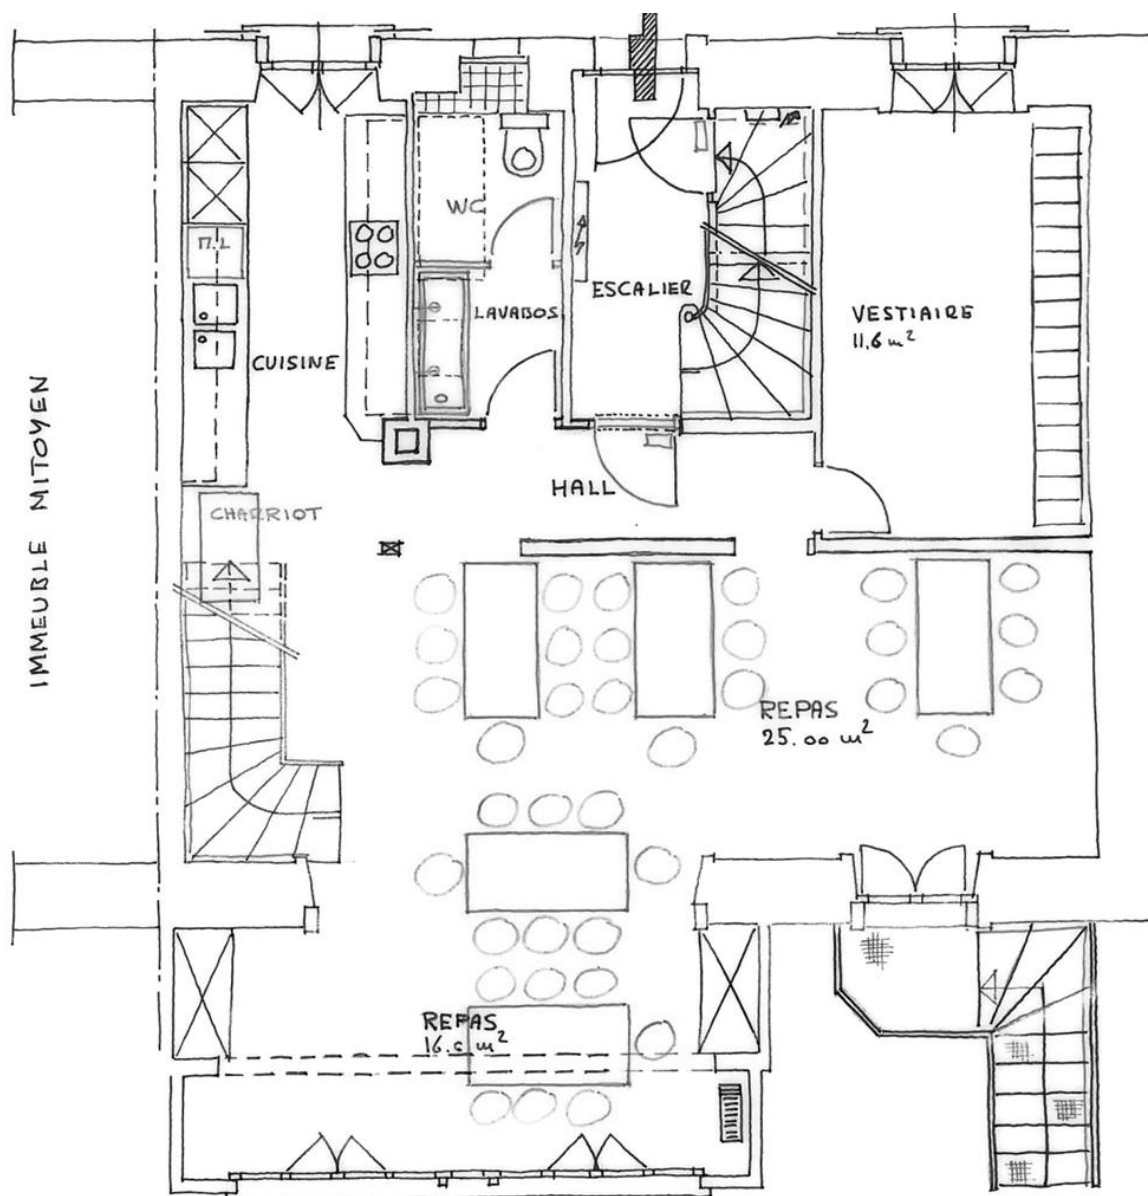 WC
Π.L
ESCALIER
LAVABOS
VESTIAIRE
11.6 m²
CUISINE
IMMEUBLE MITOYEN
HALL
CHARRIOT
REPAS
25.00 m²
REPAS
16.0 m²